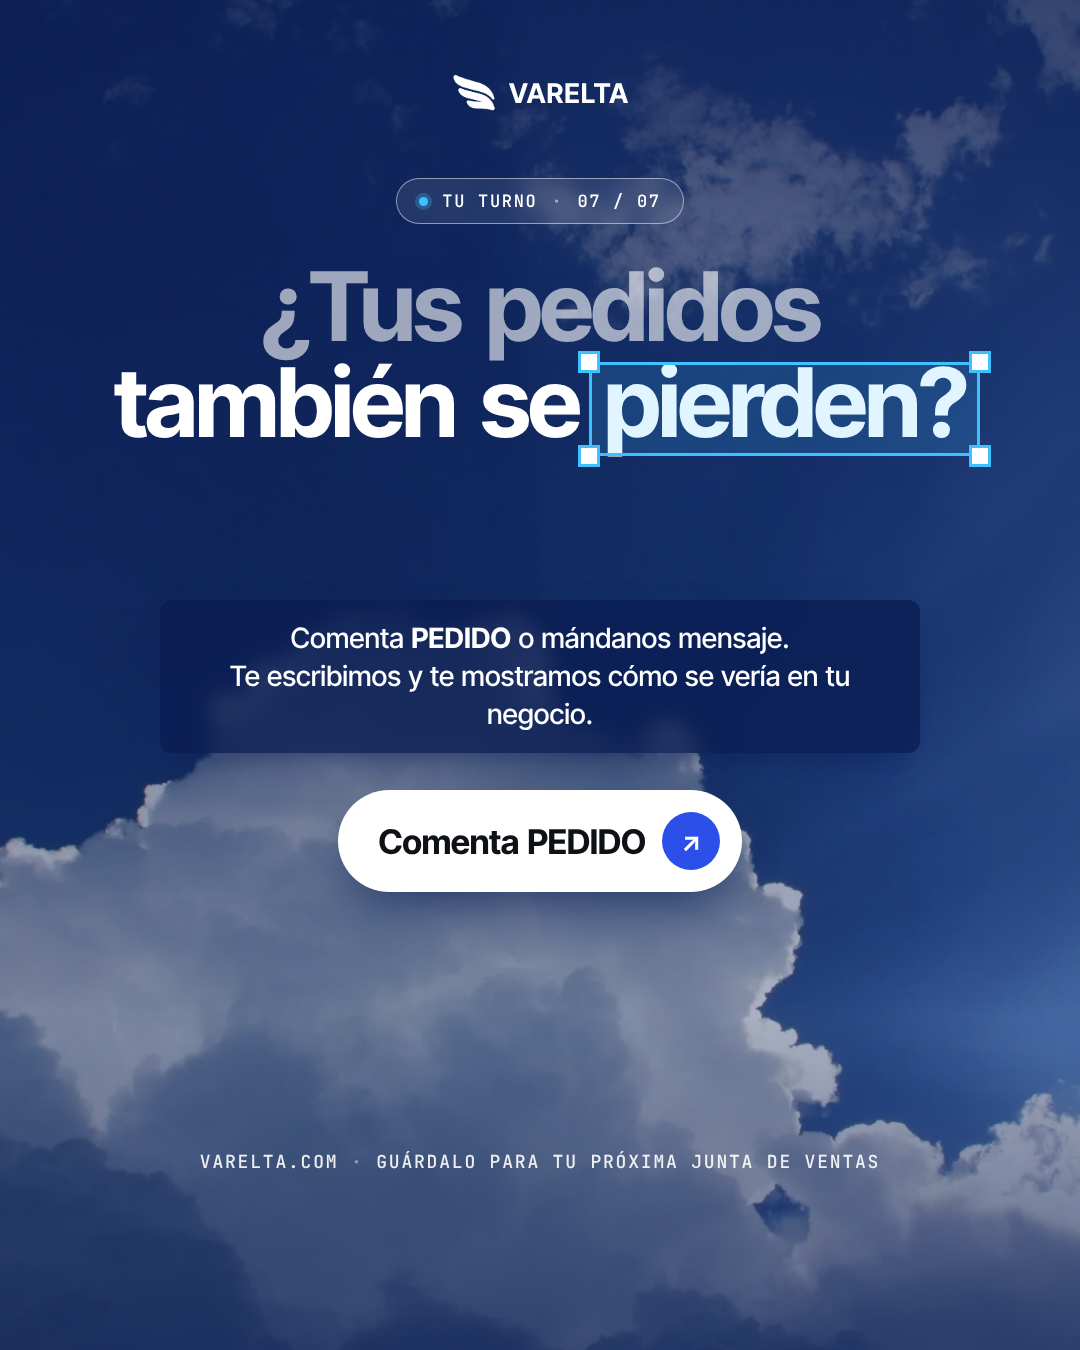 VARELTA
TU TURNO · 07 / 07
¿Tus pedidos
también se pierden?
Comenta PEDIDO o mándanos mensaje.
Te escribimos y te mostramos cómo se vería en tu
negocio.
Comenta PEDIDO
VARELTA.COM · GUÁRDALO PARA TU PRÓXIMA JUNTA DE VENTAS